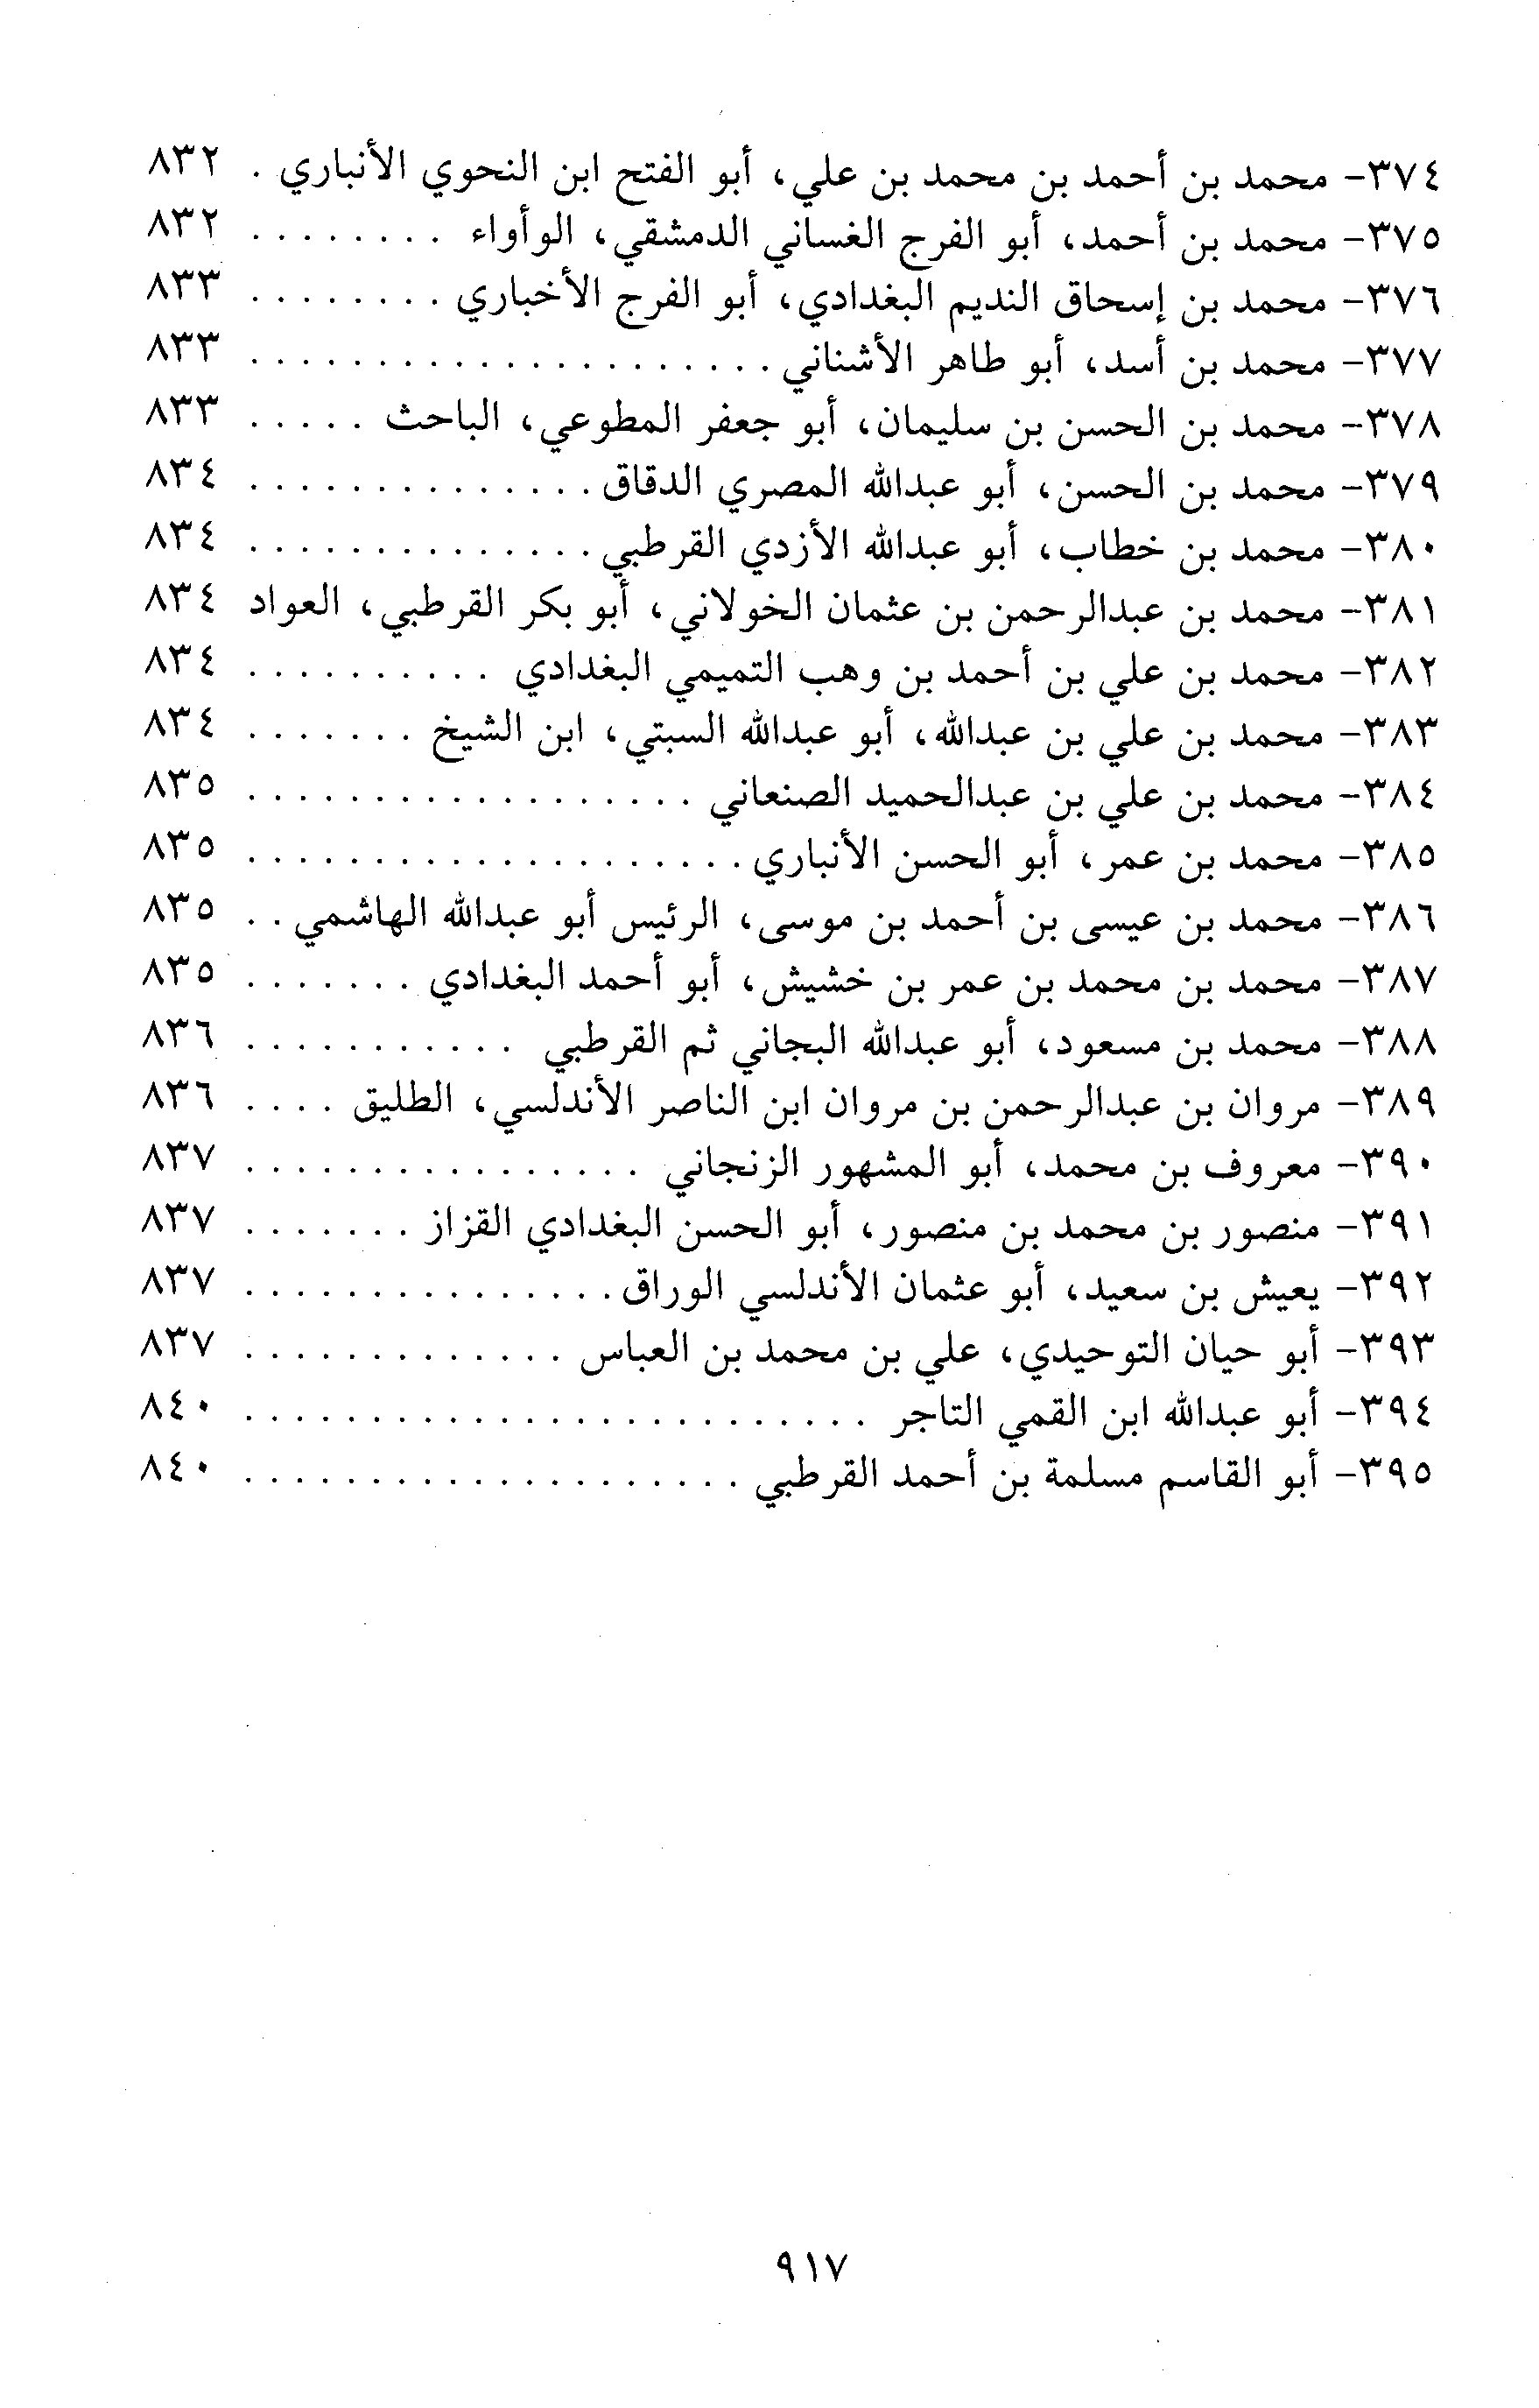 ٣٧٤- محمد بن أحمد بن محمد بن علي، أبو الفتح ابن النحوي الأنباري . ٨٣٢
٣٧٥- محمد بن أحمد، أبو الفرج الغساني الدمشقي، الوأواء . . . . . . . . ٨٣٢
٣٧٦- محمد بن إسحاق النديم البغدادي، أبو الفرج الأخباري . . . . . . . . ٨٣٣
٣٧٧- محمد بن أسد، أبو طاهر الأشناني . . . . . . . . . . . . . . . . . . . . . ٨٣٣
٣٧٨- محمد بن الحسن بن سليمان، أبو جعفر المطوعي، الباحث . . . . . ٨٣٣
٣٧٩- محمد بن الحسن، أبو عبدالله المصري الدقاق . . . . . . . . . . . . . . ٨٣٤
٣٨٠- محمد بن خطاب، أبو عبدالله الأزدي القرطبي . . . . . . . . . . . . . . ٨٣٤
٣٨١- محمد بن عبدالرحمن بن عثمان الخولاني، أبو بكر القرطبي، العواد ٨٣٤
٣٨٢- محمد بن علي بن أحمد بن وهب التميمي البغدادي . . . . . . . . . . ٨٣٤
٣٨٣- محمد بن علي بن عبدالله، أبو عبدالله السبتي، ابن الشيخ . . . . . . . ٨٣٤
٣٨٤- محمد بن علي بن عبدالحميد الصنعاني . . . . . . . . . . . . . . . . . . ٨٣٥
٣٨٥- محمد بن عمر، أبو الحسن الأنباري . . . . . . . . . . . . . . . . . . . . ٨٣٥
٣٨٦- محمد بن عيسى بن أحمد بن موسى، الرئيس أبو عبدالله الهاشمي . . ٨٣٥
٣٨٧- محمد بن محمد بن عمر بن خشيش، أبو أحمد البغدادي . . . . . . . ٨٣٥
٣٨٨- محمد بن مسعود، أبو عبدالله البجاني ثم القرطبي . . . . . . . . . . . ٨٣٦
٣٨٩- مروان بن عبدالرحمن بن مروان ابن الناصر الأندلسي، الطليق . . . . ٨٣٦
٣٩٠- معروف بن محمد، أبو المشهور الزنجاني . . . . . . . . . . . . . . . . ٨٣٧
٣٩١- منصور بن محمد بن منصور، أبو الحسن البغدادي القزاز . . . . . . . ٨٣٧
٣٩٢- يعيش بن سعيد، أبو عثمان الأندلسي الوراق . . . . . . . . . . . . . . . ٨٣٧
٣٩٣- أبو حيان التوحيدي، علي بن محمد بن العباس . . . . . . . . . . . . . ٨٣٧
٣٩٤- أبو عبدالله ابن القمي التاجر . . . . . . . . . . . . . . . . . . . . . . . . . ٨٤٠
٣٩٥- أبو القاسم مسلمة بن أحمد القرطبي . . . . . . . . . . . . . . . . . . . . ٨٤٠
٩١٧